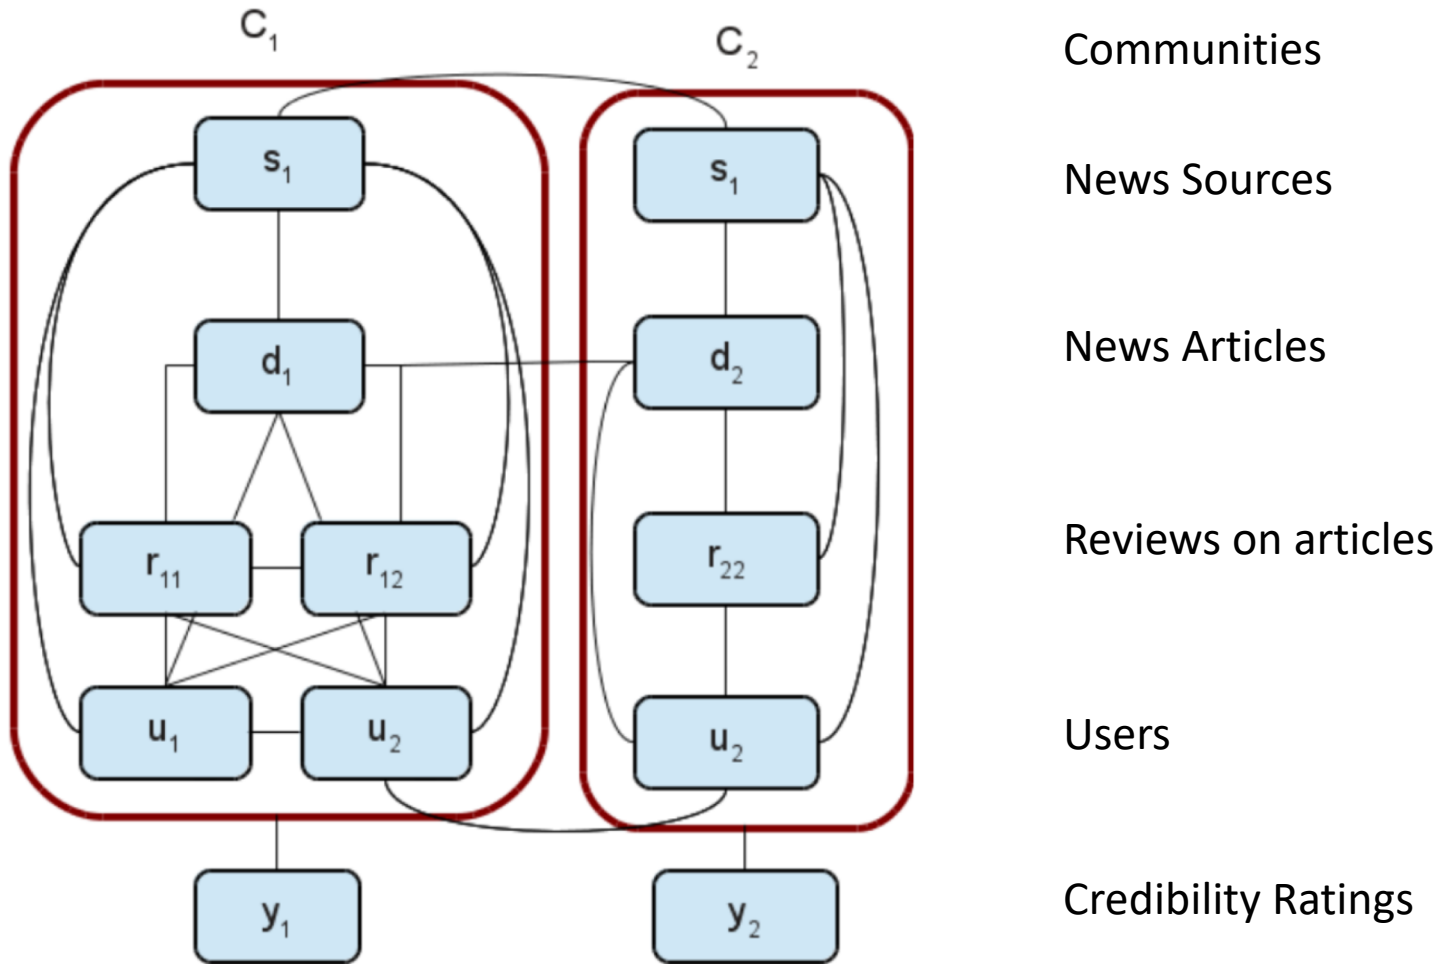 C₁ C₂ Communities
s₁ s₁ News Sources
d₁ d₂ News Articles
r₁₁ r₁₂ r₂₂ Reviews on articles
u₁ u₂ u₂ Users
y₁ y₂ Credibility Ratings